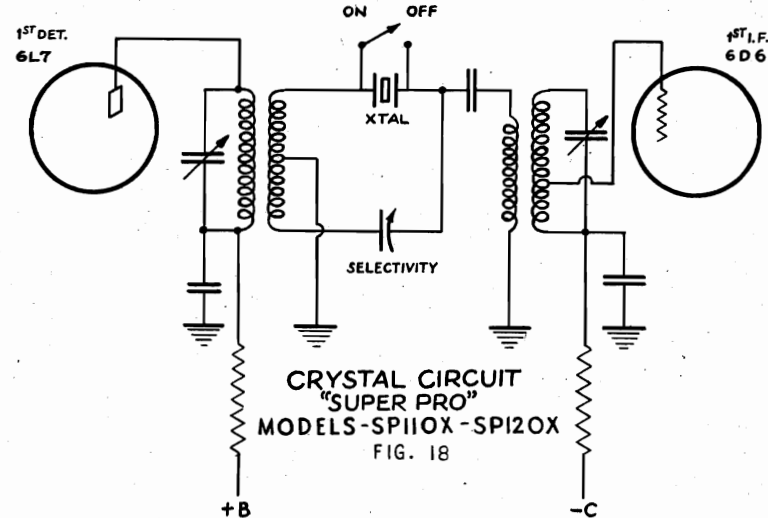 1ST DET.
6L7
ON OFF
XTAL
SELECTIVITY
1ST I.F.
6D6
CRYSTAL CIRCUIT
"SUPER PRO"
MODELS-SP110X-SP120X
FIG. 18
+B
-C